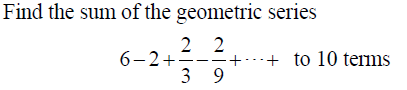 Find the sum of the geometric series
6 − 2 + 2/3 − 2/9 + ··· + to 10 terms